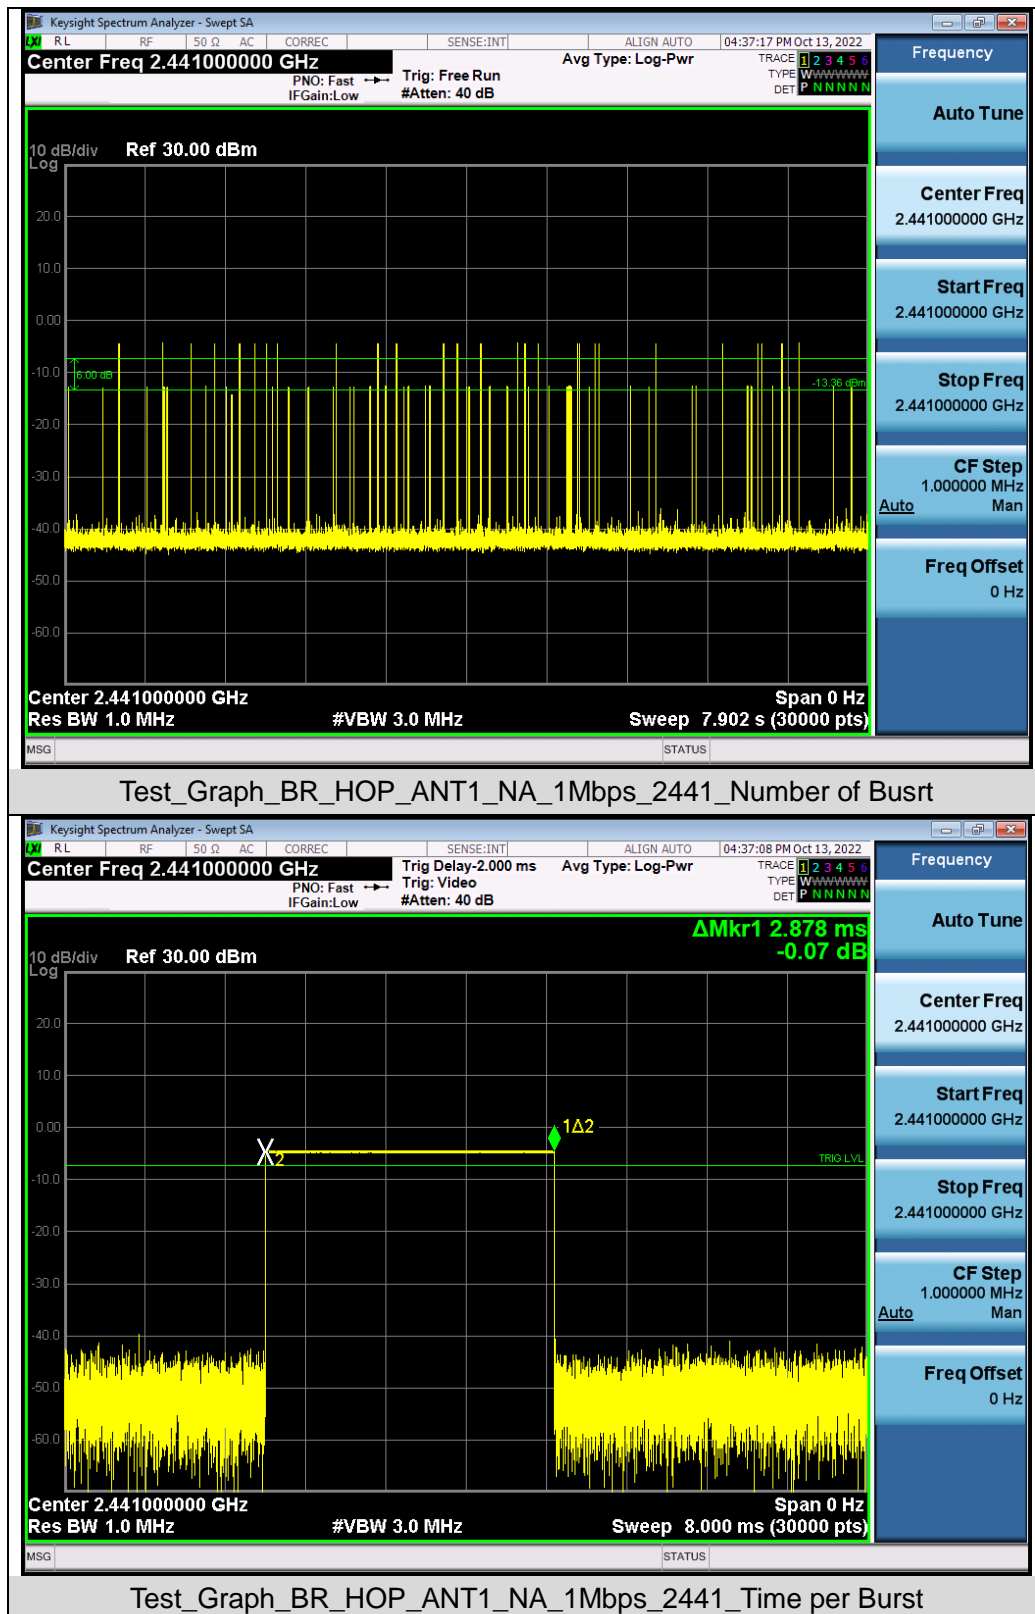 Keysight Spectrum Analyzer - Swept SA
LXI RL RF 50 Ω AC CORREC SENSE:INT ALIGN AUTO 04:37:17 PM Oct 13, 2022
Center Freq 2.441000000 GHz Avg Type: Log-Pwr TRACE 1 2 3 4 5 6
PNO: Fast Trig: Free Run TYPE WWWWWW
IFGain:Low #Atten: 40 dB DET P N N N N N
Frequency
Auto Tune
10 dB/div Ref 30.00 dBm
Log
20.0
10.0
0.00
-10.0
-20.0
-30.0
-40.0
-50.0
-60.0
6.00 dB
-13.36 dBm
Center Freq
2.441000000 GHz
Start Freq
2.441000000 GHz
Stop Freq
2.441000000 GHz
CF Step
1.000000 MHz
Auto Man
Freq Offset
0 Hz
Center 2.441000000 GHz Span 0 Hz
Res BW 1.0 MHz #VBW 3.0 MHz Sweep 7.902 s (30000 pts)
MSG STATUS
Test_Graph_BR_HOP_ANT1_NA_1Mbps_2441_Number of Busrt
Keysight Spectrum Analyzer - Swept SA
LXI RL RF 50 Ω AC CORREC SENSE:INT ALIGN AUTO 04:37:08 PM Oct 13, 2022
Center Freq 2.441000000 GHz Trig Delay-2.000 ms Avg Type: Log-Pwr TRACE 1 2 3 4 5 6
PNO: Fast Trig: Video TYPE WWWWWW
IFGain:Low #Atten: 40 dB DET P N N N N N
Frequency
Auto Tune
ΔMkr1 2.878 ms
-0.07 dB
10 dB/div Ref 30.00 dBm
Log
20.0
10.0
0.00
-10.0
-20.0
-30.0
-40.0
-50.0
-60.0
1Δ2
2
TRIG LVL
Center Freq
2.441000000 GHz
Start Freq
2.441000000 GHz
Stop Freq
2.441000000 GHz
CF Step
1.000000 MHz
Auto Man
Freq Offset
0 Hz
Center 2.441000000 GHz Span 0 Hz
Res BW 1.0 MHz #VBW 3.0 MHz Sweep 8.000 ms (30000 pts)
MSG STATUS
Test_Graph_BR_HOP_ANT1_NA_1Mbps_2441_Time per Burst